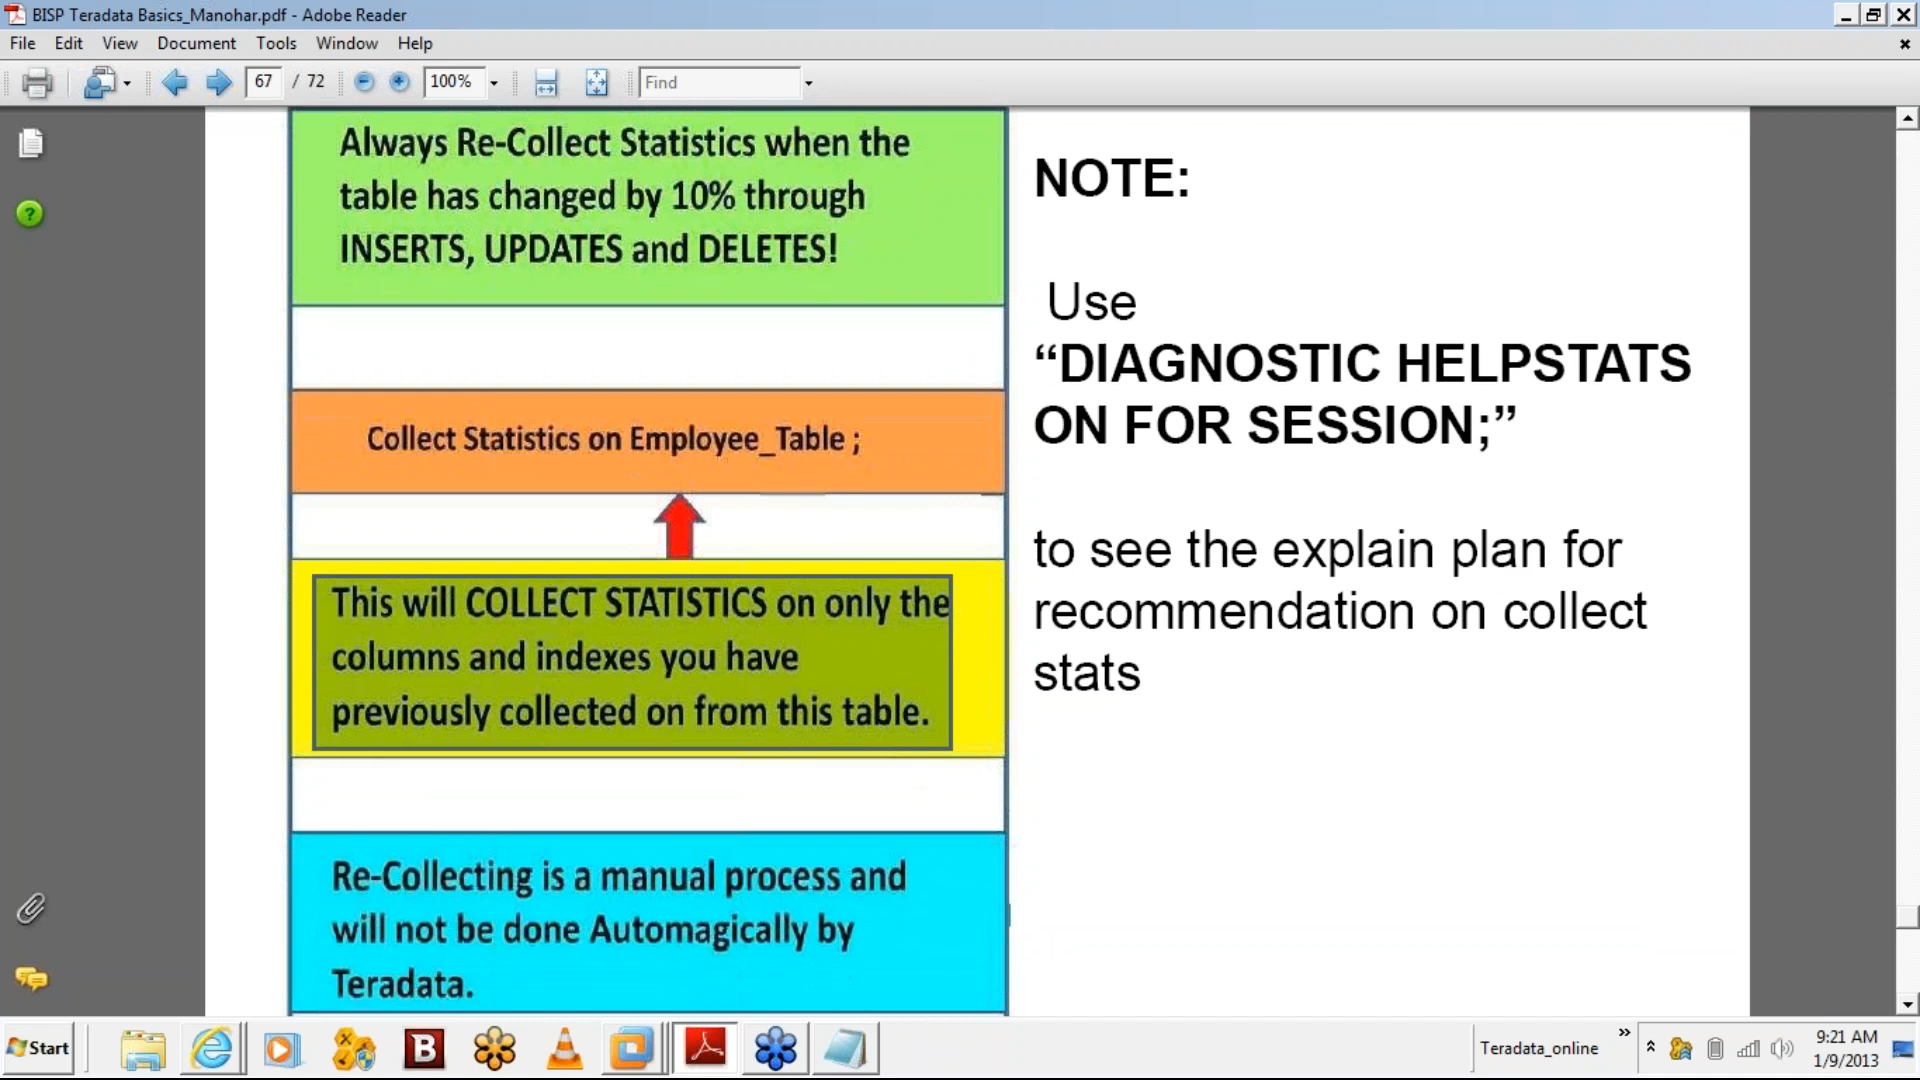 BISP Teradata Basics_Manohar.pdf - Adobe Reader
File Edit View Document Tools Window Help
67 / 72 100% Find
Always Re-Collect Statistics when the
table has changed by 10% through
INSERTS, UPDATES and DELETES!
Collect Statistics on Employee_Table ;
This will COLLECT STATISTICS on only the
columns and indexes you have
previously collected on from this table.
Re-Collecting is a manual process and
will not be done Automagically by
Teradata.
NOTE:
Use
“DIAGNOSTIC HELPSTATS
ON FOR SESSION;”
to see the explain plan for
recommendation on collect
stats
Start
B
Teradata_online
9:21 AM
1/9/2013